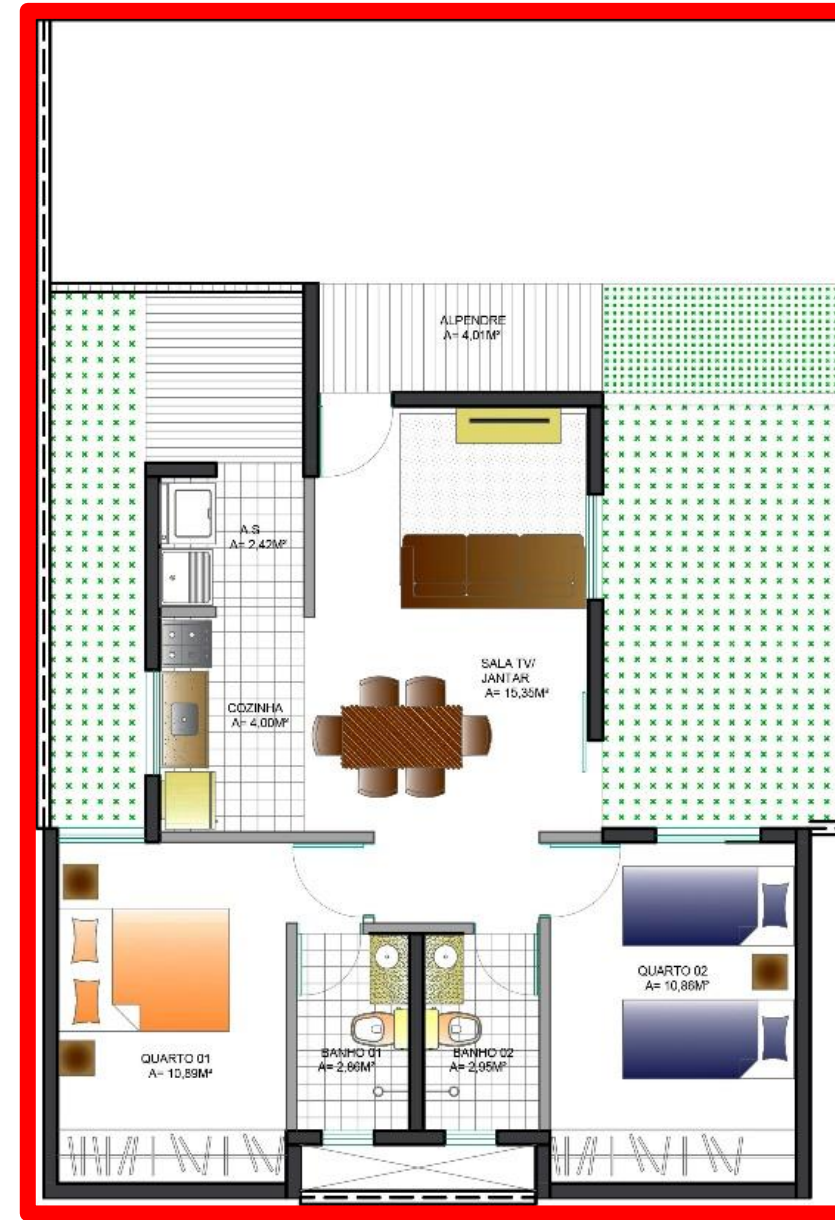 ALPENDRE
A= 4,01M²
A.S
A= 2,42M²
SALA TV/
JANTAR
A= 15,35M²
COZINHA
A= 4,00M²
QUARTO 02
A= 10,86M²
QUARTO 01
A= 10,89M²
BANHO 01
A= 2,86M²
BANHO 02
A= 2,95M²